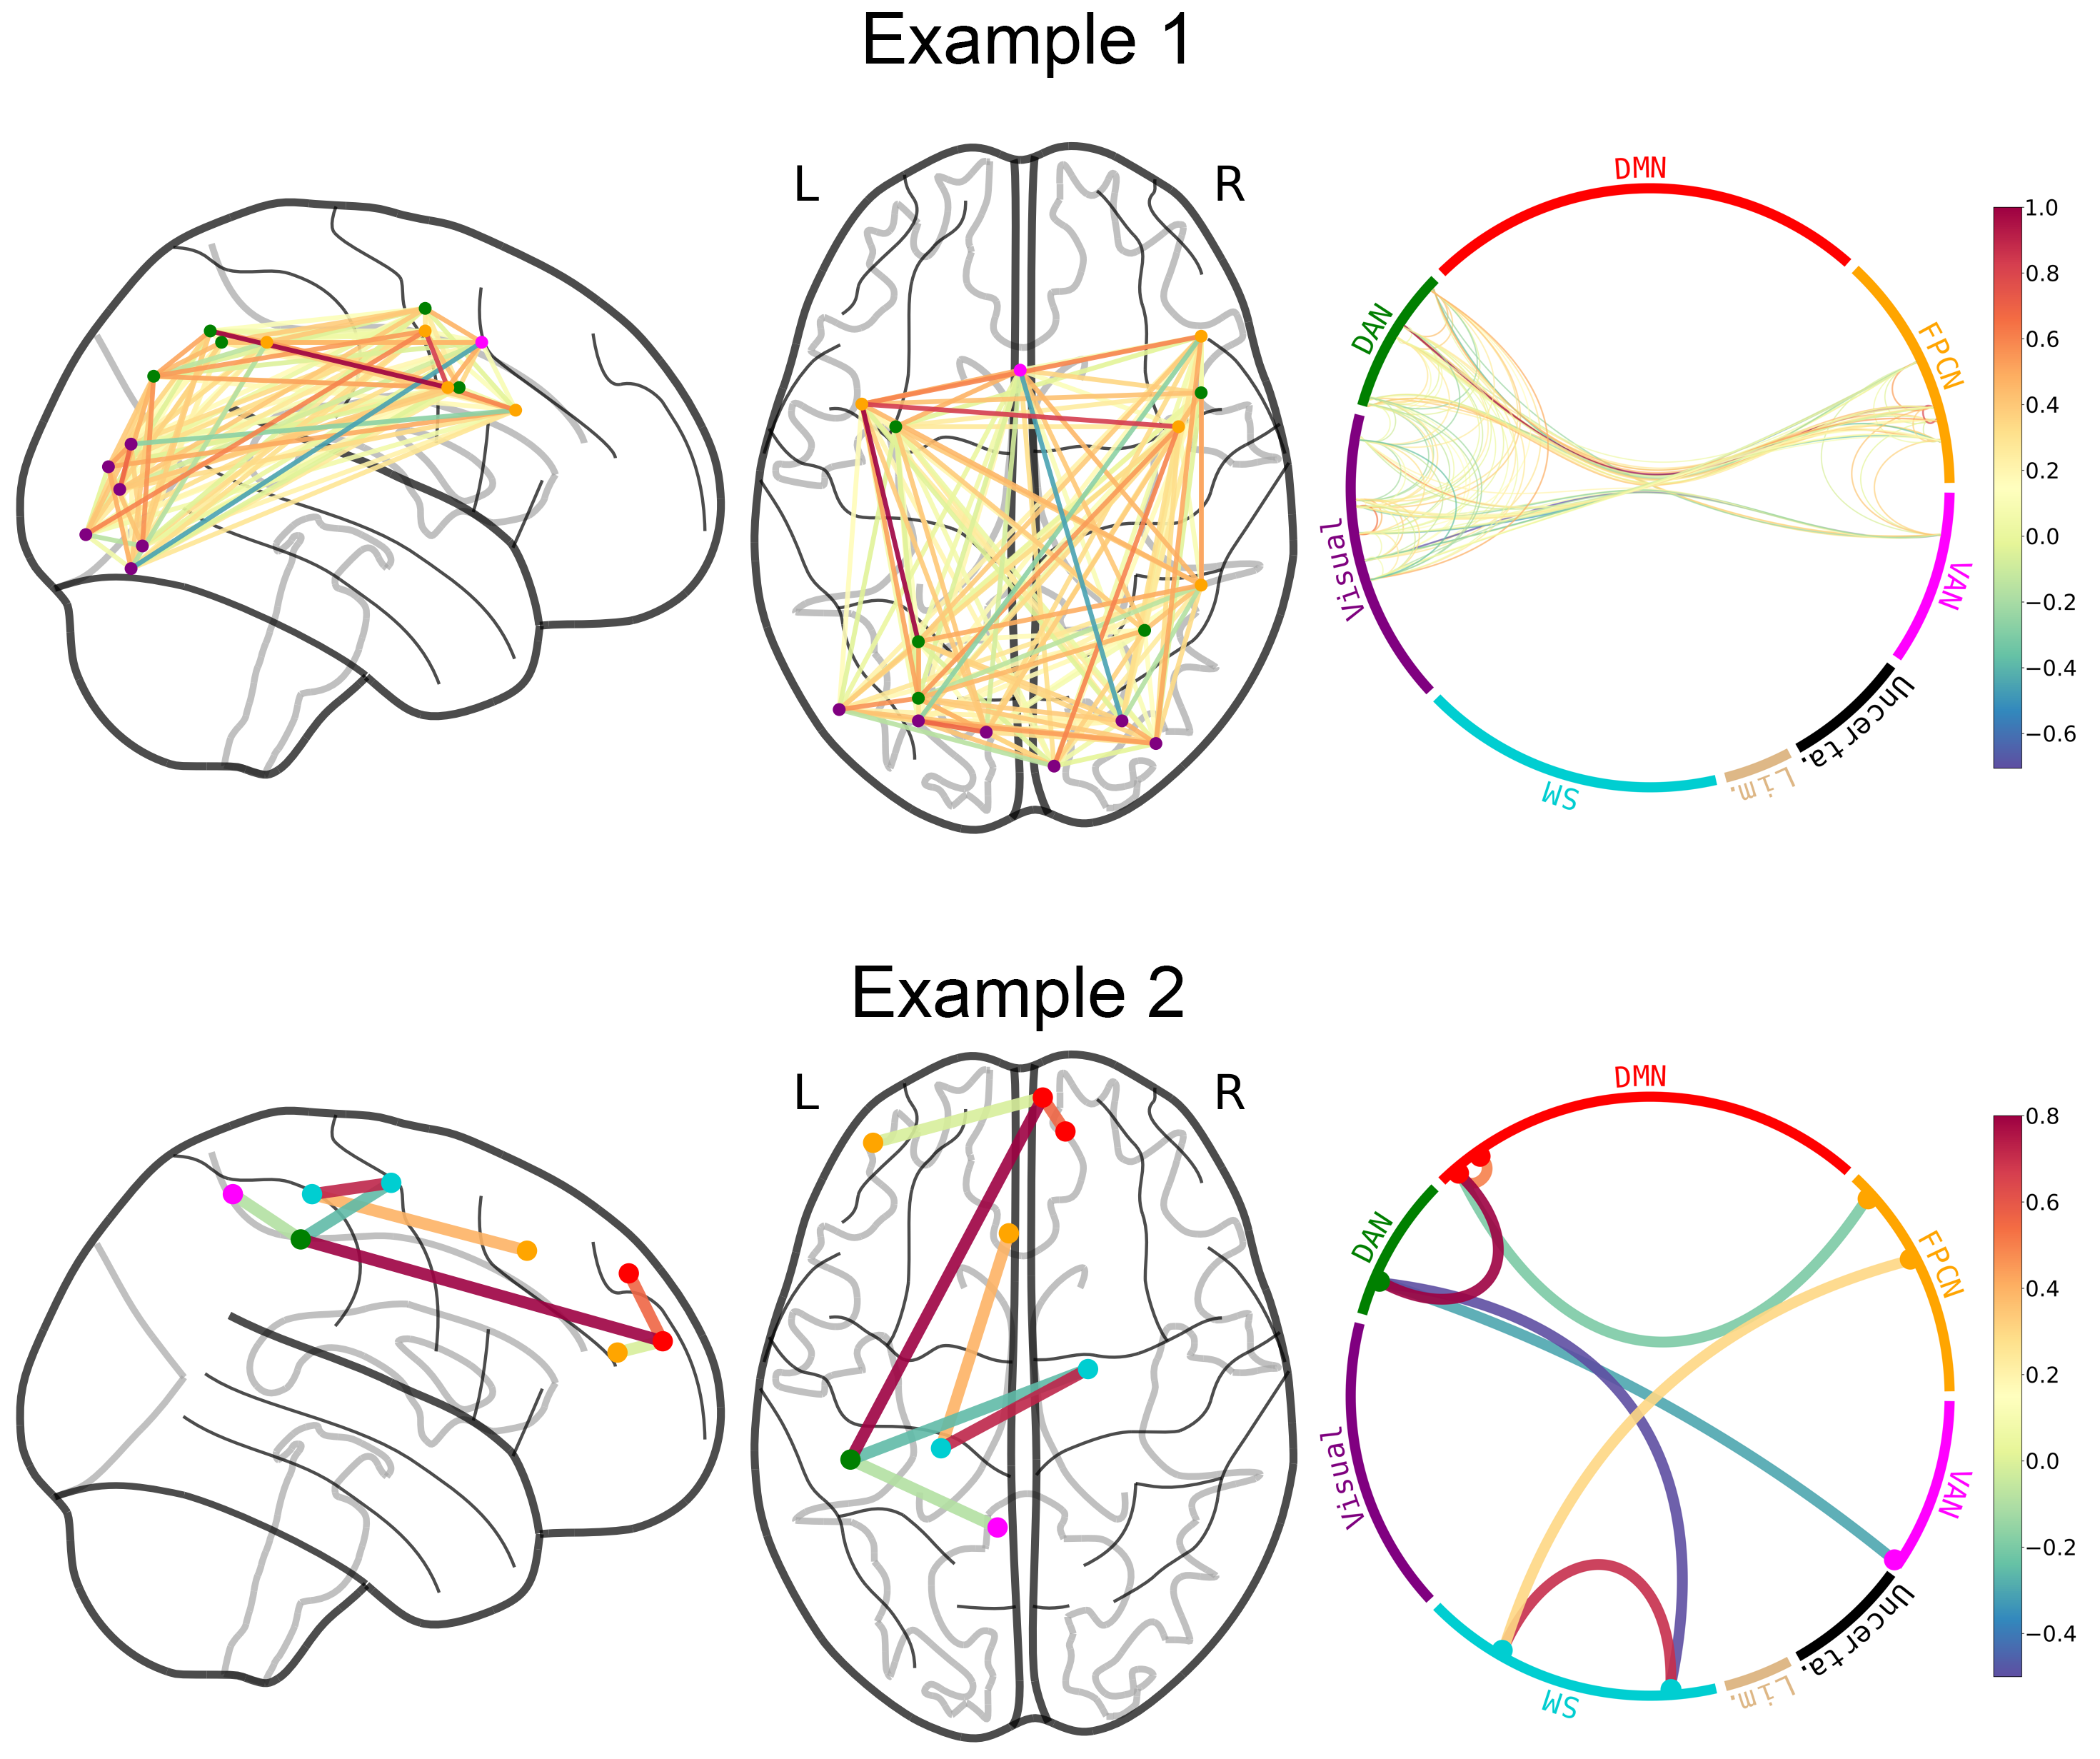 Example 1
L
R
DMN
FPCN
VAN
Uncerta.
Lim.
SM
Visual
DAN
1.0
0.8
0.6
0.4
0.2
0.0
−0.2
−0.4
−0.6
Example 2
L
R
DMN
FPCN
VAN
Uncerta.
Lim.
SM
Visual
DAN
0.8
0.6
0.4
0.2
0.0
−0.2
−0.4